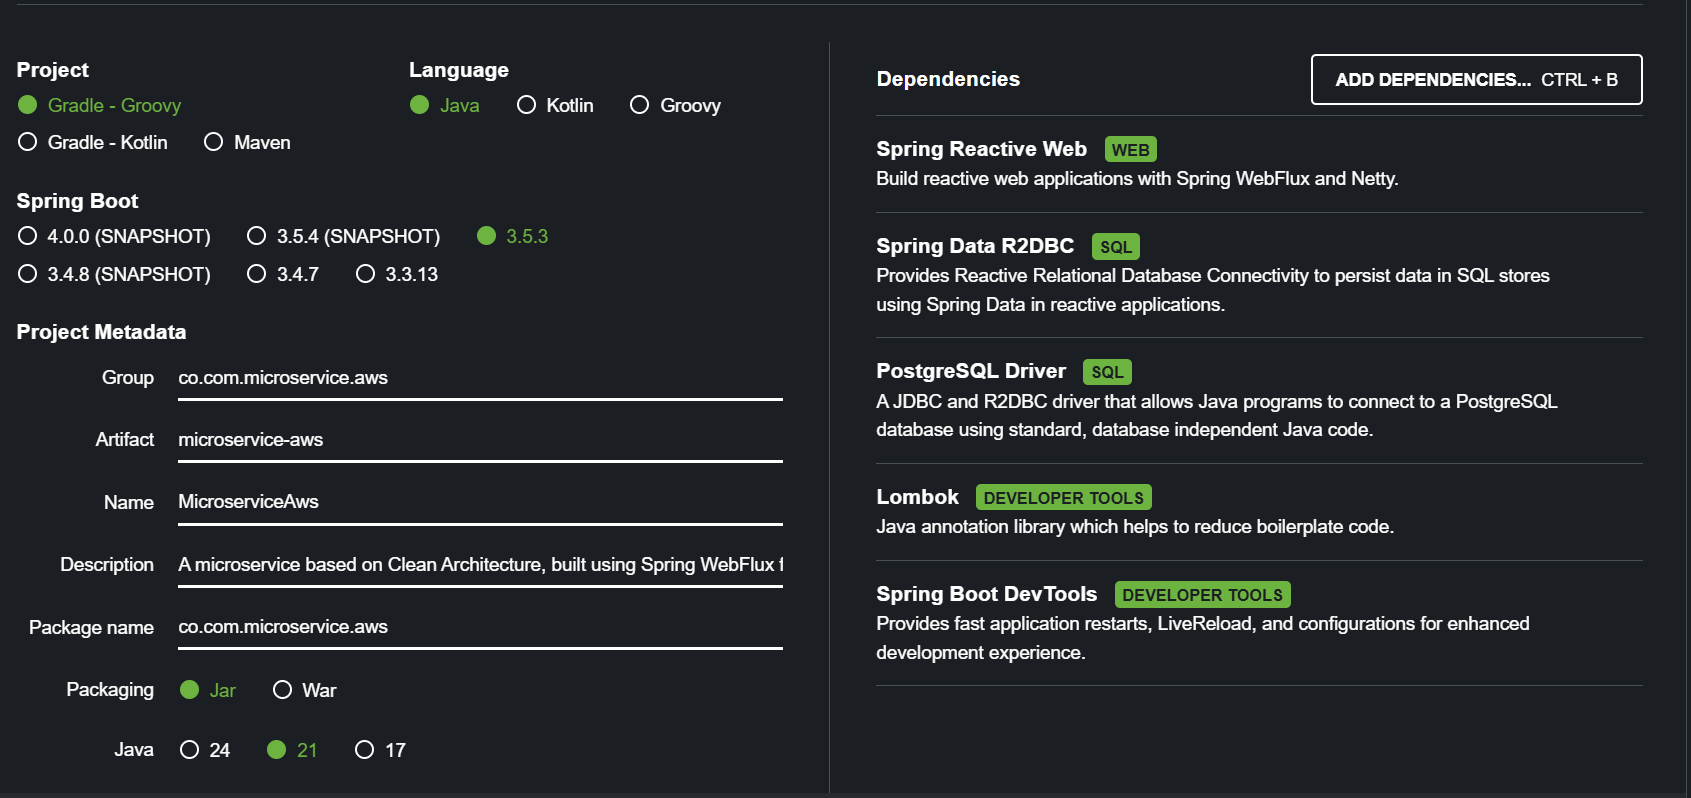 Project
Gradle - Groovy
Gradle - Kotlin Maven
Language
Java Kotlin Groovy
Spring Boot
4.0.0 (SNAPSHOT) 3.5.4 (SNAPSHOT) 3.5.3
3.4.8 (SNAPSHOT) 3.4.7 3.3.13
Project Metadata
Group co.com.microservice.aws
Artifact microservice-aws
Name MicroserviceAws
Description A microservice based on Clean Architecture, built using Spring WebFlux f
Package name co.com.microservice.aws
Packaging Jar War
Java 24 21 17
Dependencies
ADD DEPENDENCIES... CTRL + B
Spring Reactive Web WEB
Build reactive web applications with Spring WebFlux and Netty.
Spring Data R2DBC SQL
Provides Reactive Relational Database Connectivity to persist data in SQL stores
using Spring Data in reactive applications.
PostgreSQL Driver SQL
A JDBC and R2DBC driver that allows Java programs to connect to a PostgreSQL
database using standard, database independent Java code.
Lombok DEVELOPER TOOLS
Java annotation library which helps to reduce boilerplate code.
Spring Boot DevTools DEVELOPER TOOLS
Provides fast application restarts, LiveReload, and configurations for enhanced
development experience.